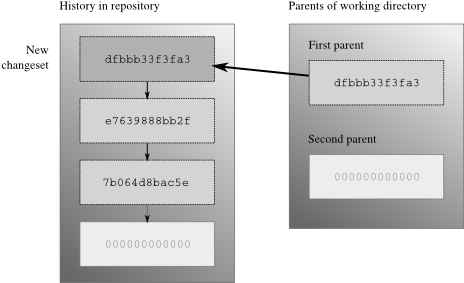 History in repository
Parents of working directory
New
changeset
dfbbb33f3fa3
e7639888bb2f
7b064d8bac5e
000000000000
First parent
dfbbb33f3fa3
Second parent
000000000000